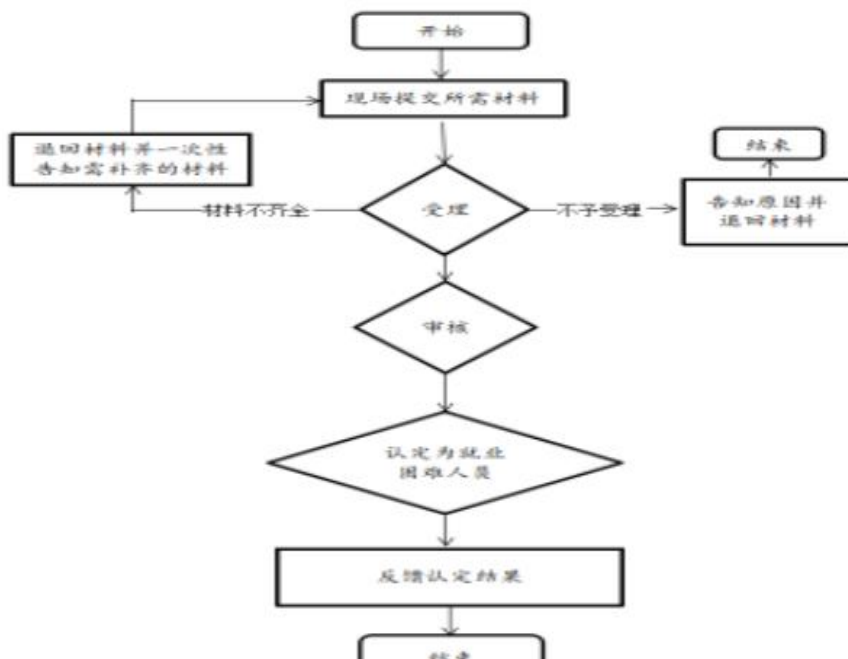 开始
现场提交所需材料
退回材料并一次性
告知需补齐的材料
结束
材料不齐全
受理
不予受理
告知原因并
退回材料
审核
认定为就业
困难人员
反馈认定结果
结束